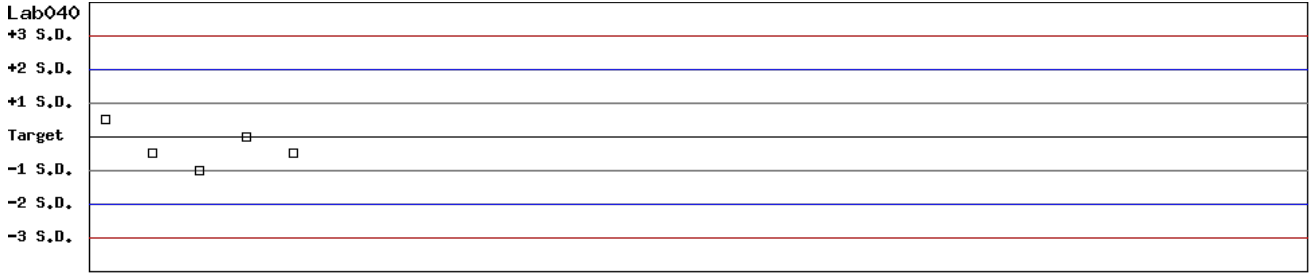 Lab040
+3 S.D.
+2 S.D.
+1 S.D.
Target
-1 S.D.
-2 S.D.
-3 S.D.